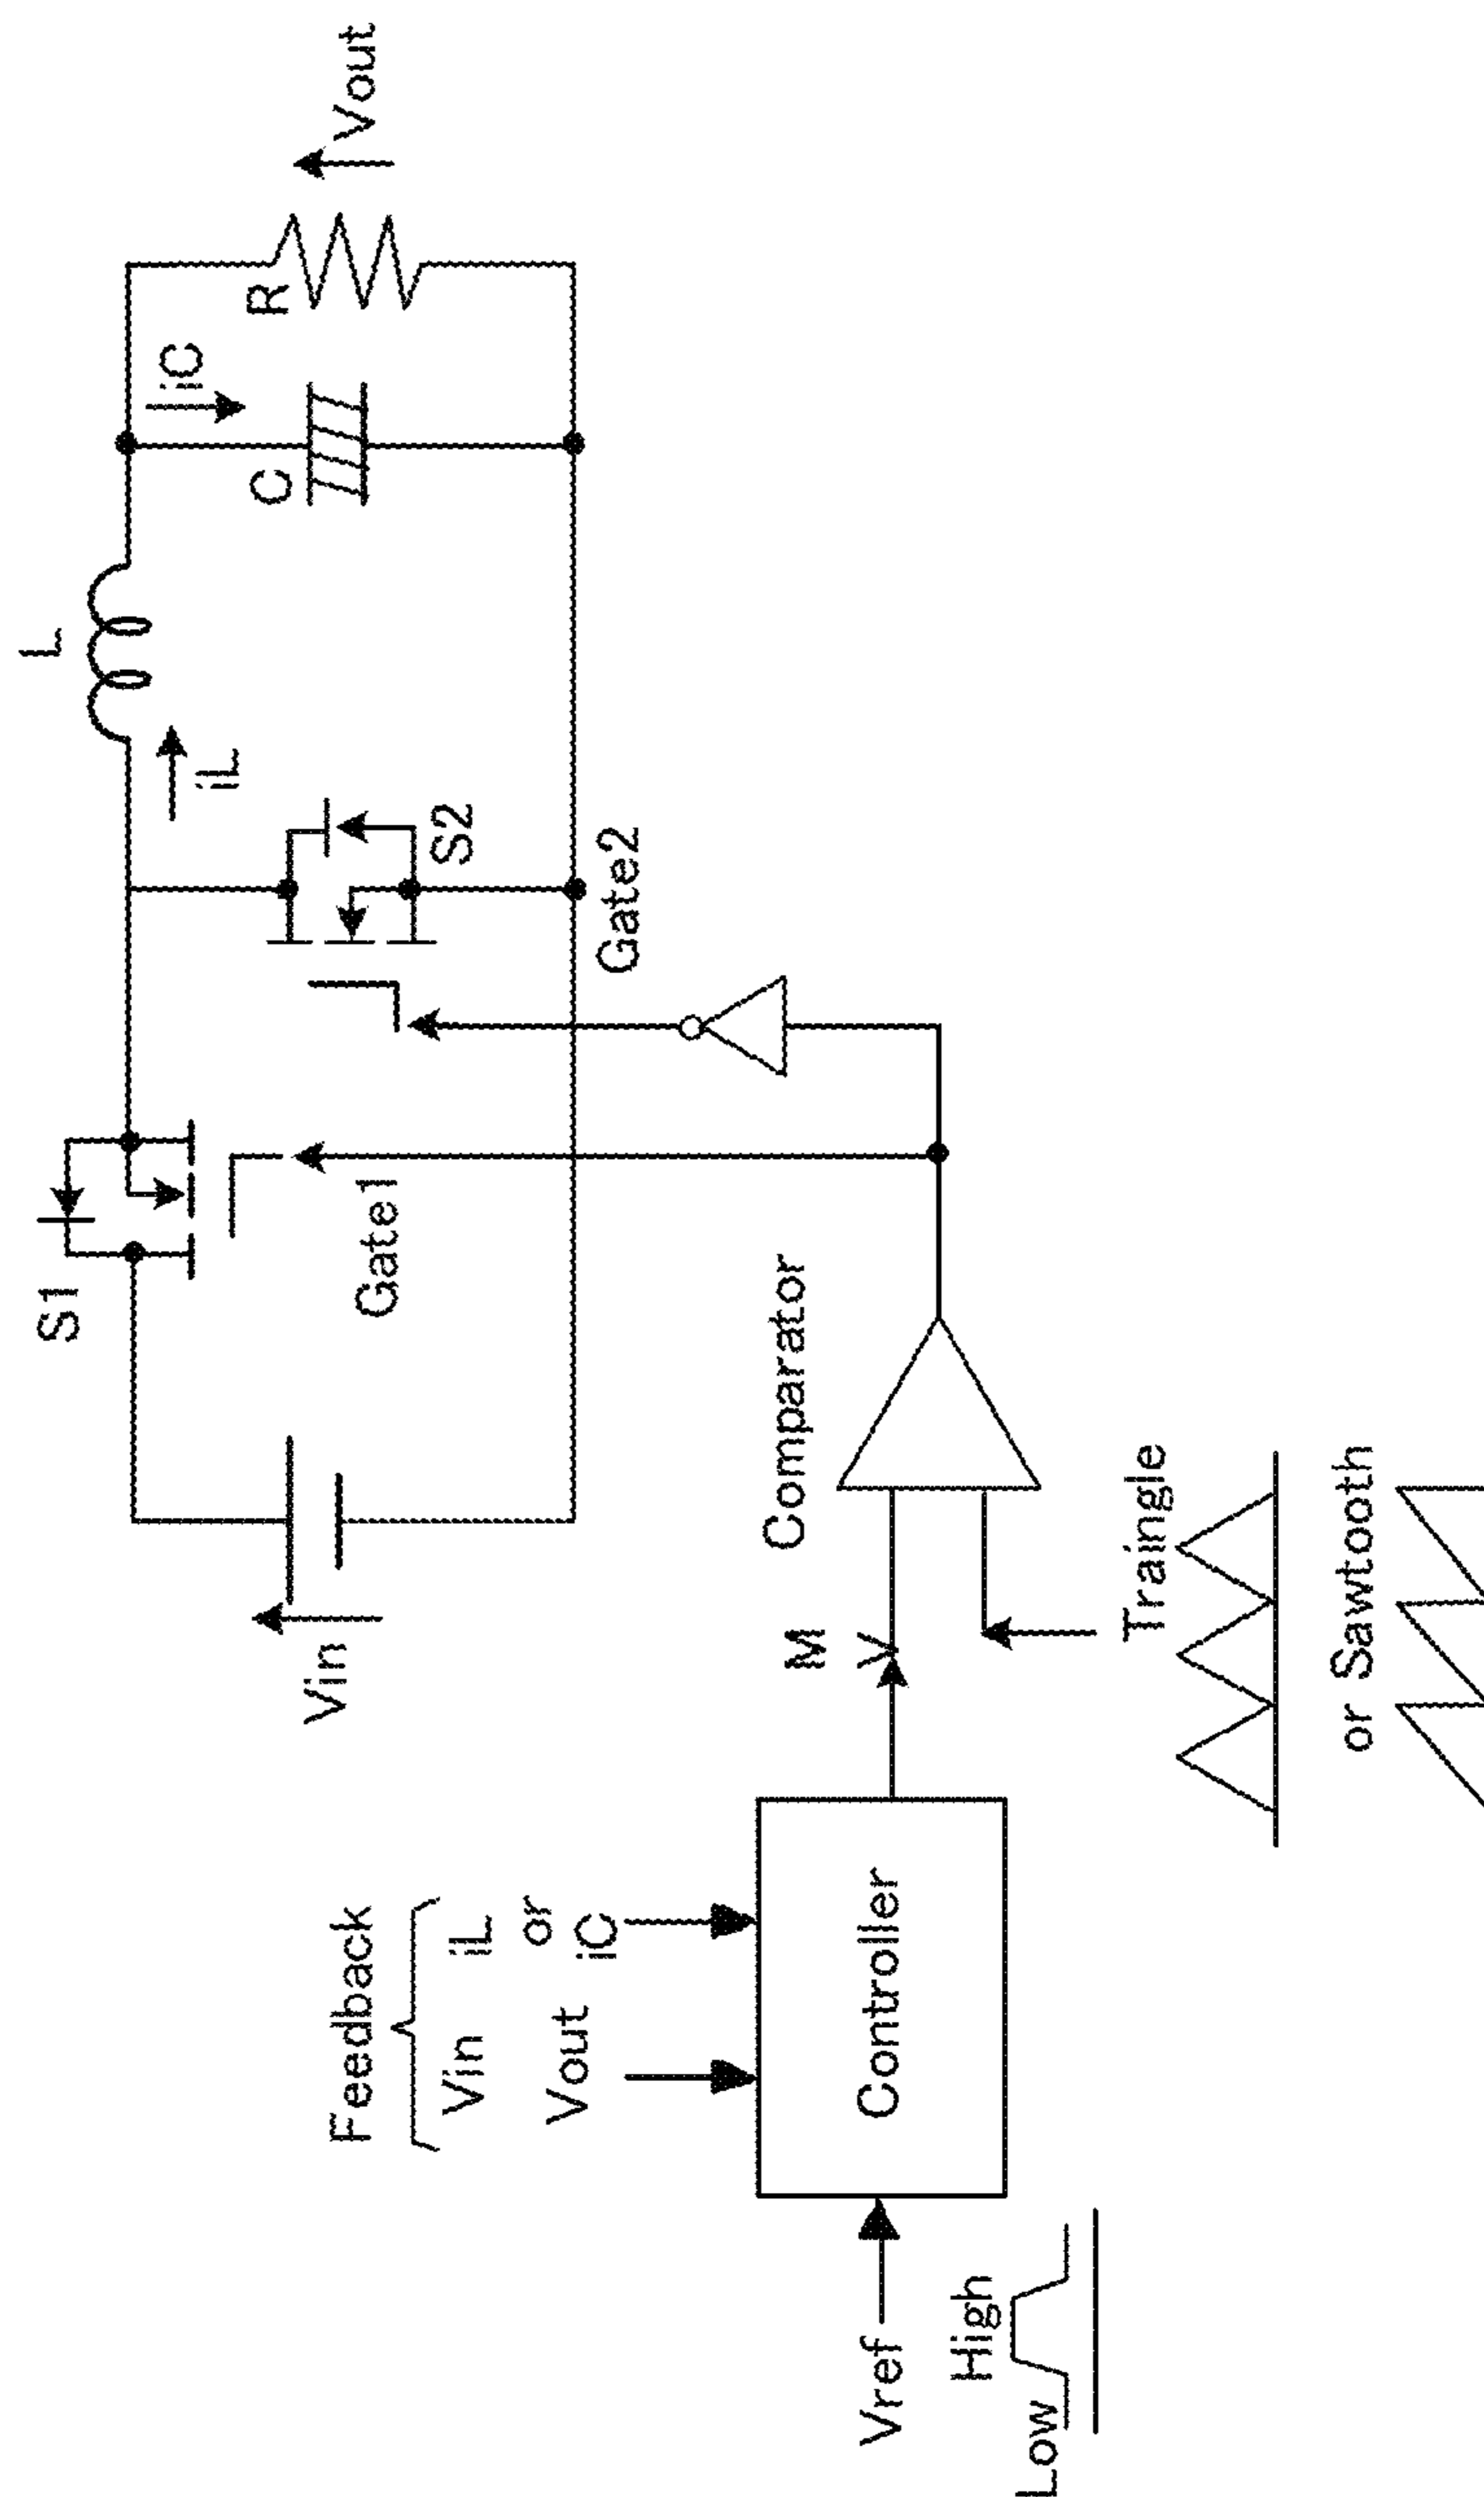 S1
L
iL
C
iC
R
Vout
Vin
Gate1
S2
Gate2
Feedback
Vin iL
or
Vout iC
M
V
Comparator
Vref
Controller
High
Low
Traingle
or Sawtooth